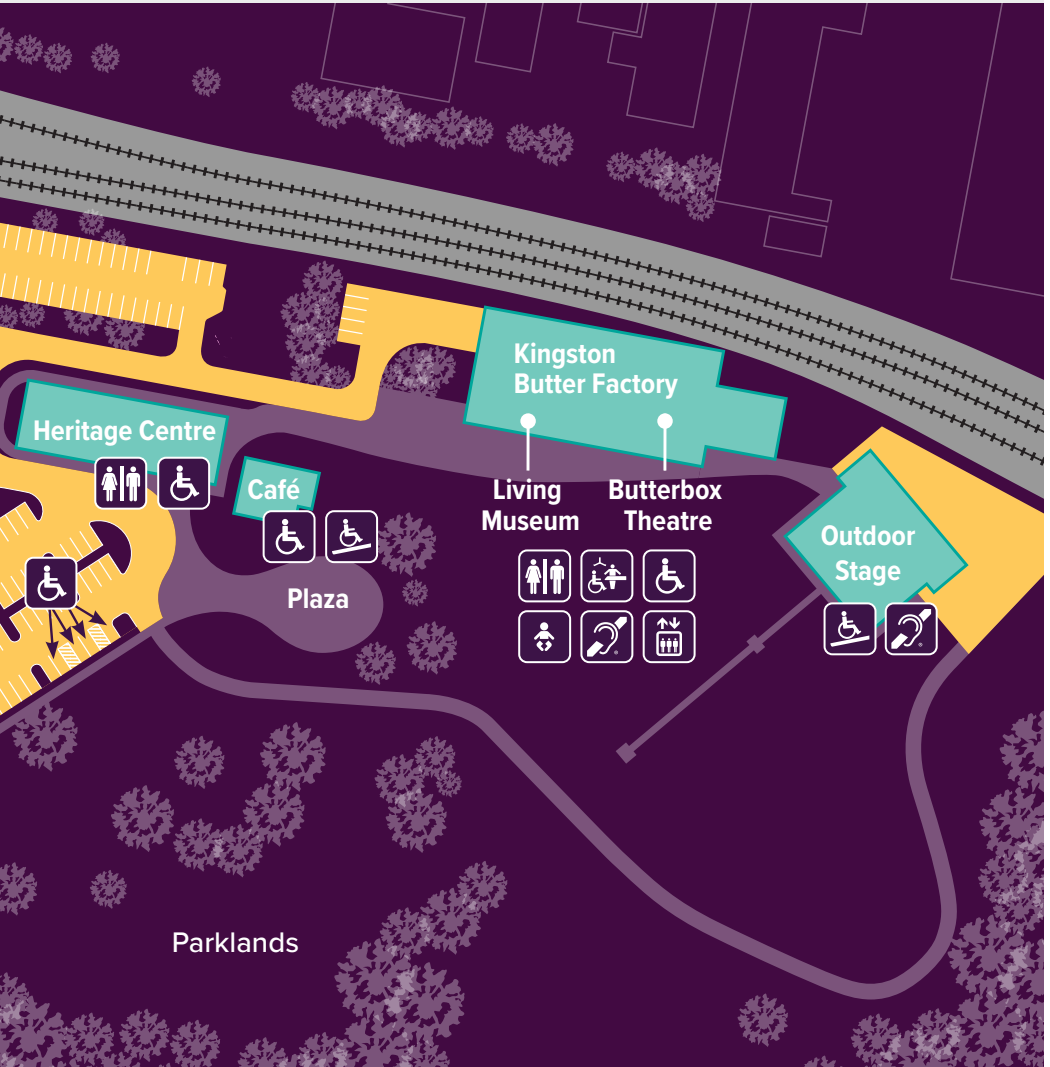 Kingston
Butter Factory
Heritage Centre
Café
Living
Museum
Butterbox
Theatre
Outdoor
Stage
Plaza
Parklands